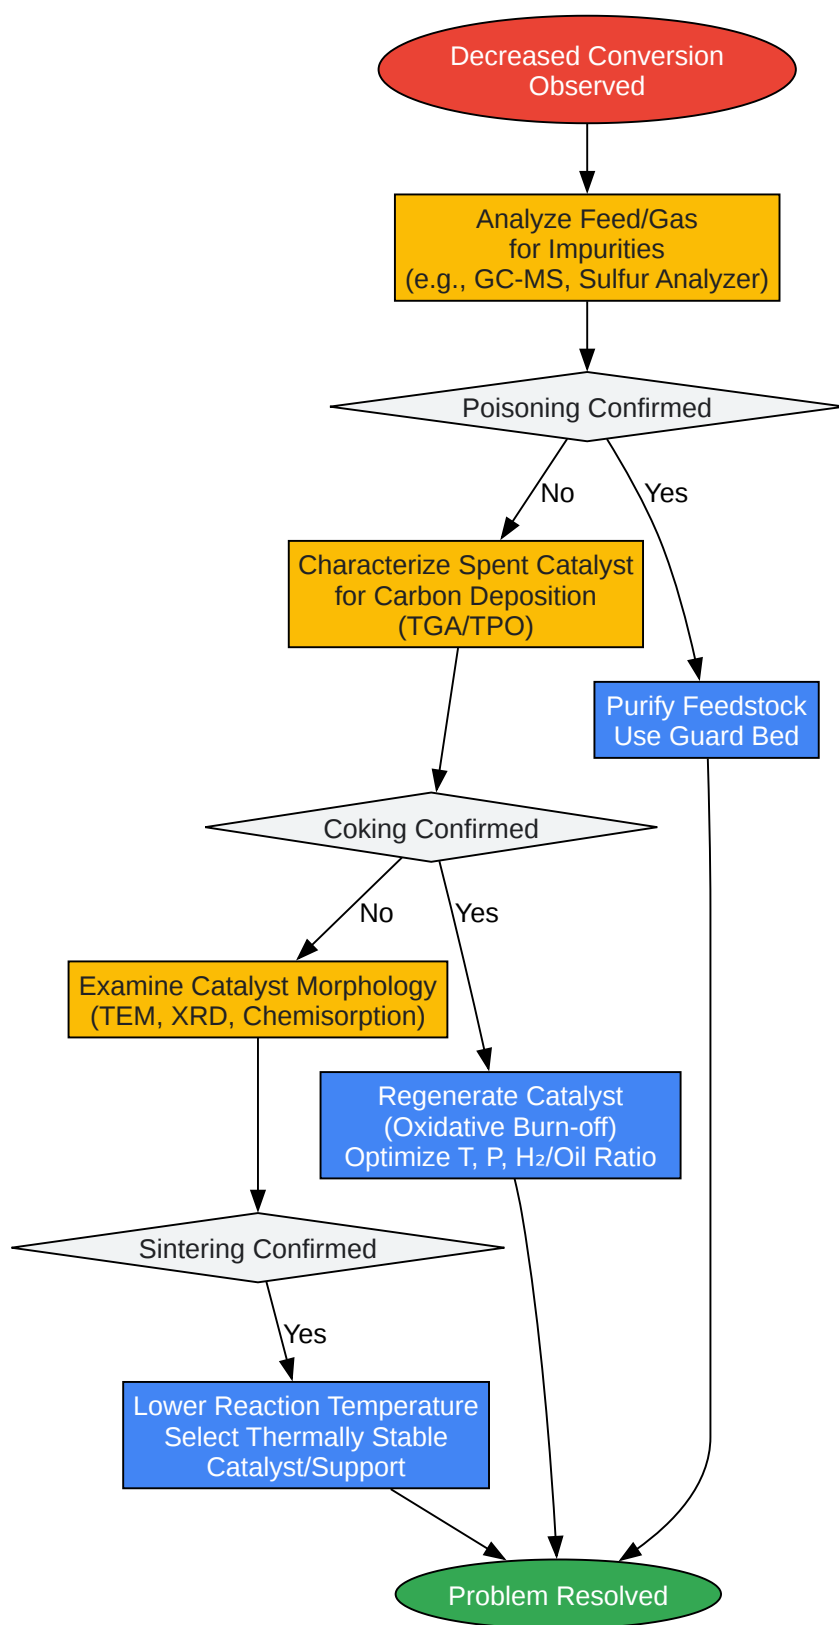 Decreased Conversion
Observed
Analyze Feed/Gas
for Impurities
(e.g., GC-MS, Sulfur Analyzer)
Poisoning Confirmed
No
Yes
Characterize Spent Catalyst
for Carbon Deposition
(TGA/TPO)
Purify Feedstock
Use Guard Bed
Coking Confirmed
No
Yes
Examine Catalyst Morphology
(TEM, XRD, Chemisorption)
Regenerate Catalyst
(Oxidative Burn-off)
Optimize T, P, H₂/Oil Ratio
Sintering Confirmed
Yes
Lower Reaction Temperature
Select Thermally Stable
Catalyst/Support
Problem Resolved